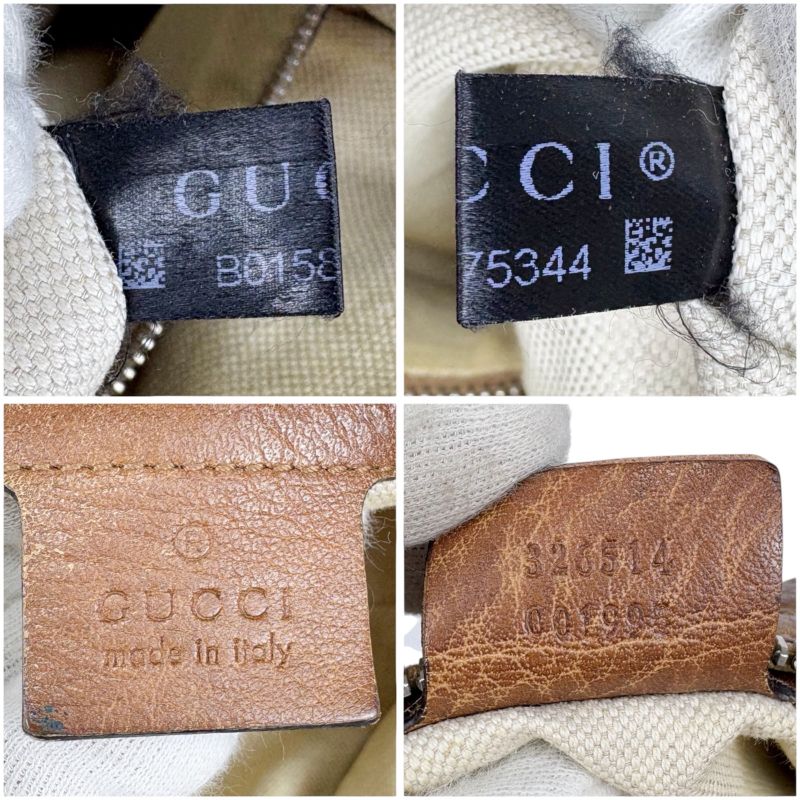 GUC
B0158
CCI ®
75344
®
GUCCI
made in italy
326514
001998